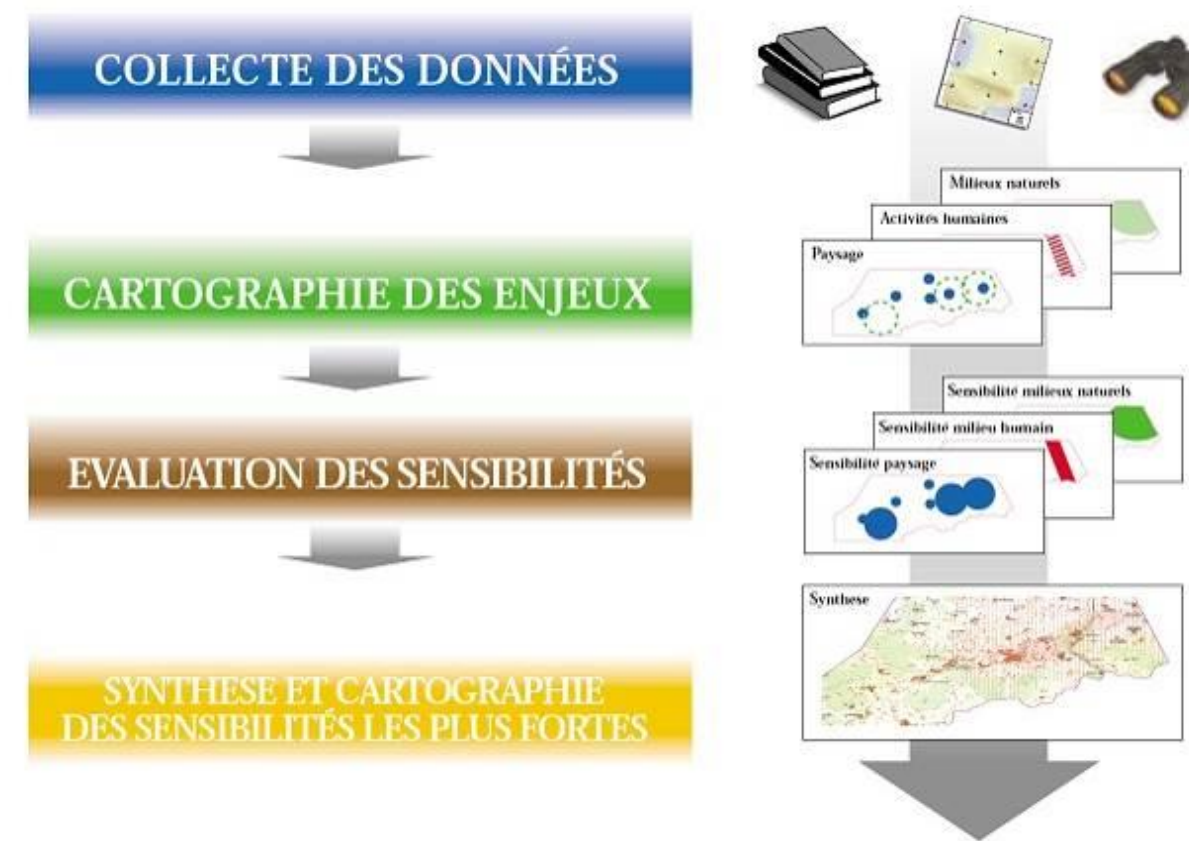 COLLECTE DES DONNÉES
CARTOGRAPHIE DES ENJEUX
EVALUATION DES SENSIBILITÉS
SYNTHESE ET CARTOGRAPHIE
DES SENSIBILITÉS LES PLUS FORTES
Milieux naturels
Activités humaines
Paysage
Sensibilité milieux naturels
Sensibilité milieu humain
Sensibilité paysage
Synthese